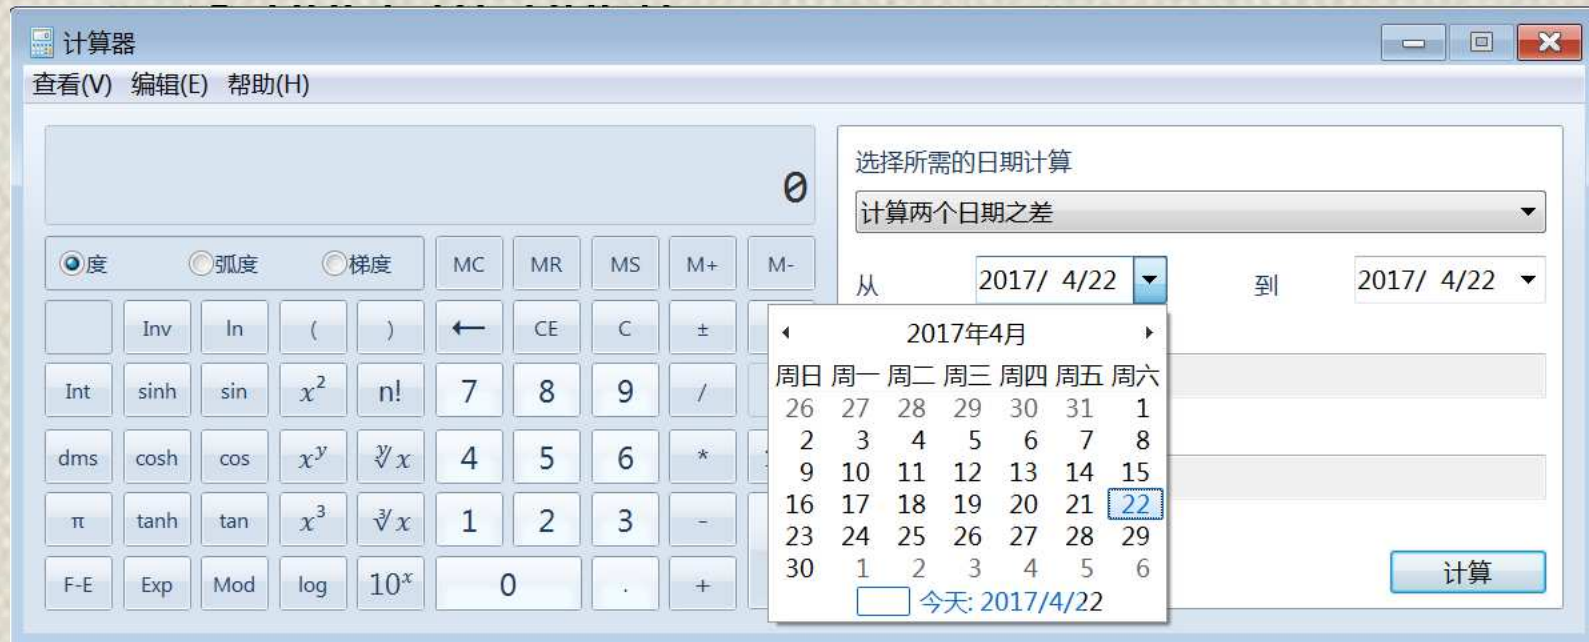 计算器
查看(V) 编辑(E) 帮助(H)
0
选择所需的日期计算
计算两个日期之差
度 弧度 梯度 MC MR MS M+ M-
从 2017/ 4/22 到 2017/ 4/22
Inv ln ( ) ← CE C ±
Int sinh sin x² n! 7 8 9 /
dms cosh cos xʸ ʸ√x 4 5 6 *
π tanh tan x³ ³√x 1 2 3 -
F-E Exp Mod log 10ˣ 0 . +
2017年4月
周日 周一 周二 周三 周四 周五 周六
26 27 28 29 30 31 1
2 3 4 5 6 7 8
9 10 11 12 13 14 15
16 17 18 19 20 21 22
23 24 25 26 27 28 29
30 1 2 3 4 5 6
今天: 2017/4/22
计算